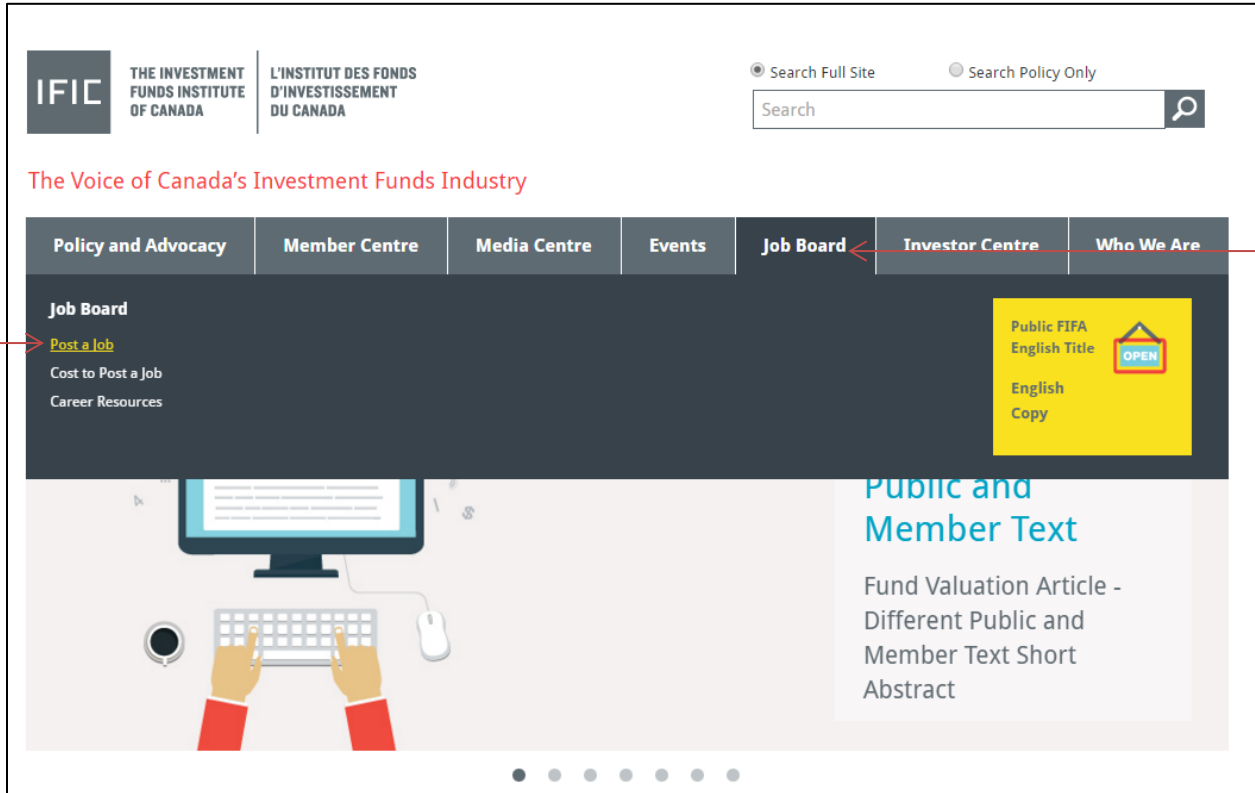 IFIC
THE INVESTMENT
FUNDS INSTITUTE
OF CANADA
L'INSTITUT DES FONDS
D'INVESTISSEMENT
DU CANADA
Search Full Site
Search Policy Only
Search
The Voice of Canada's Investment Funds Industry
Policy and Advocacy
Member Centre
Media Centre
Events
Job Board
Investor Centre
Who We Are
Job Board
Post a Job
Cost to Post a Job
Career Resources
Public FIFA
English Title
OPEN
English
Copy
Public and
Member Text
Fund Valuation Article -
Different Public and
Member Text Short
Abstract